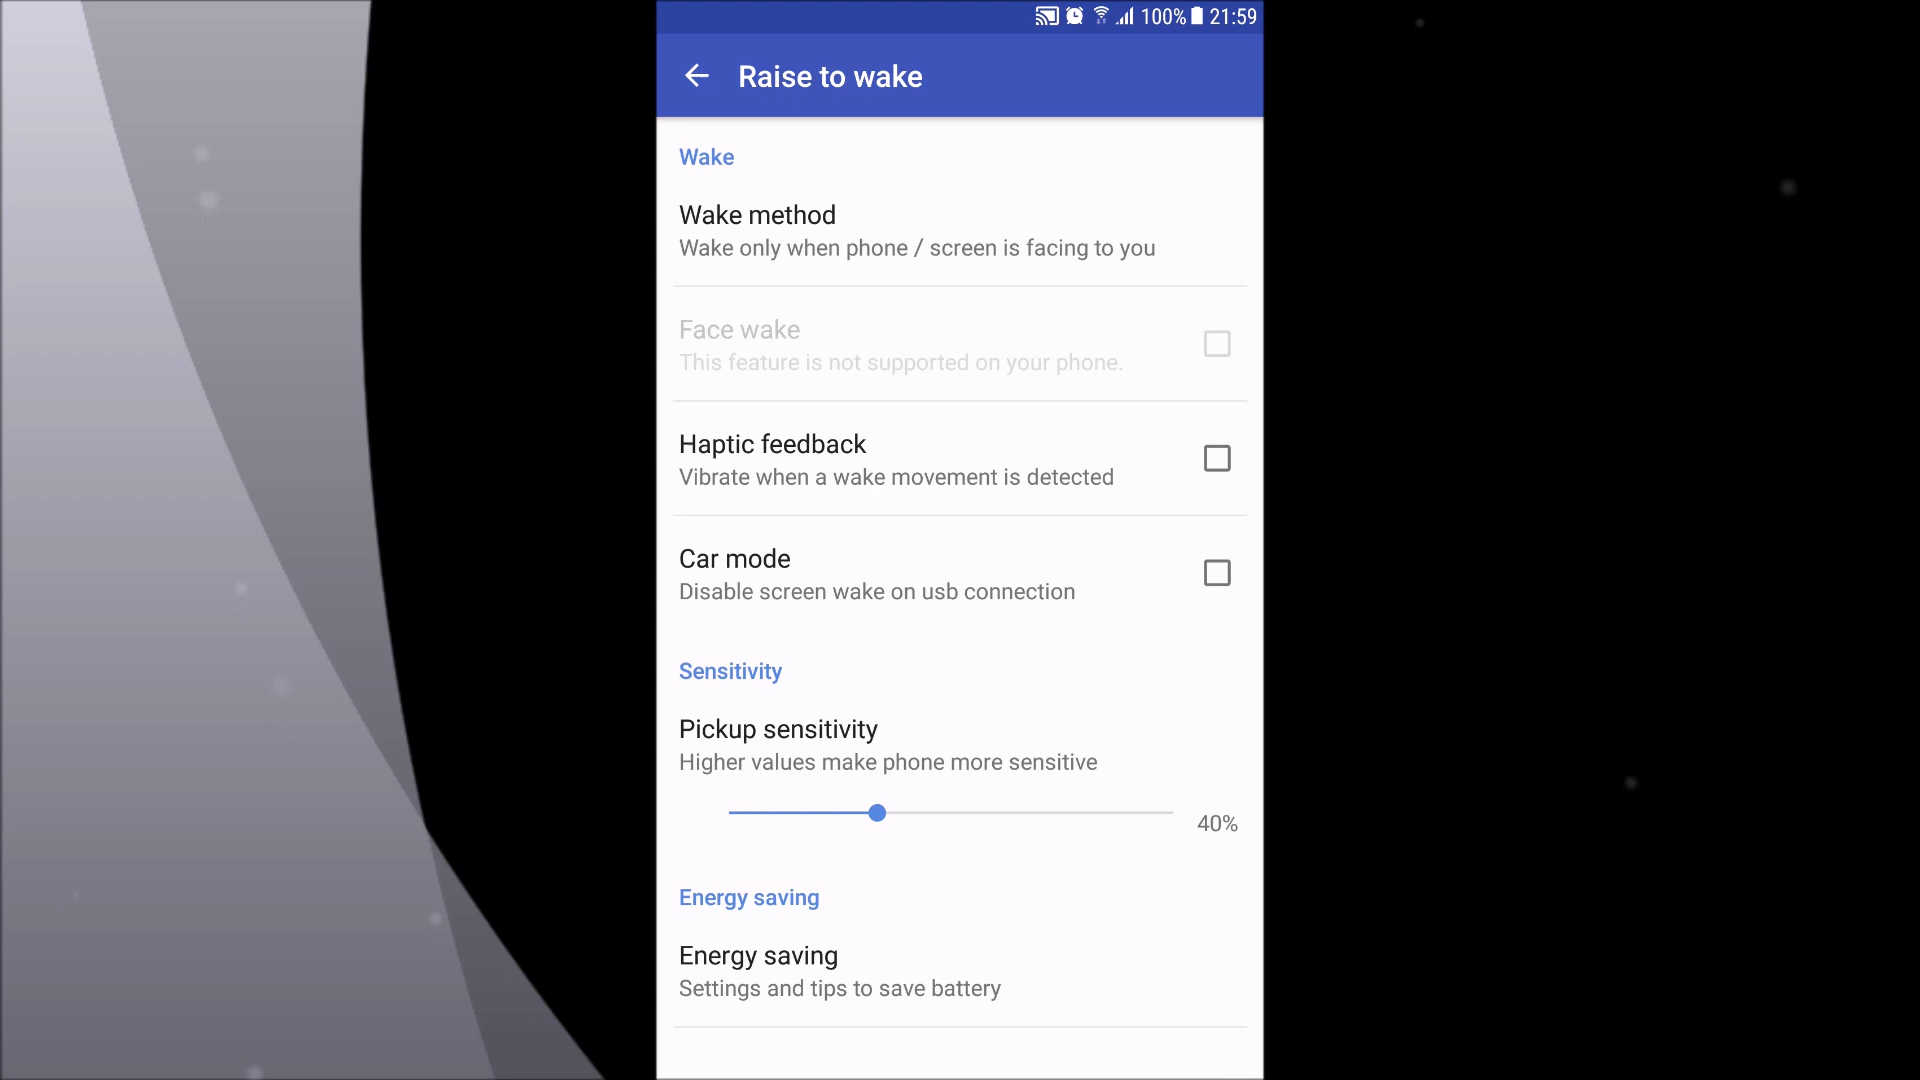 100% 21:59
Raise to wake
Wake
Wake method
Wake only when phone / screen is facing to you
Face wake
This feature is not supported on your phone.
Haptic feedback
Vibrate when a wake movement is detected
Car mode
Disable screen wake on usb connection
Sensitivity
Pickup sensitivity
Higher values make phone more sensitive
40%
Energy saving
Energy saving
Settings and tips to save battery